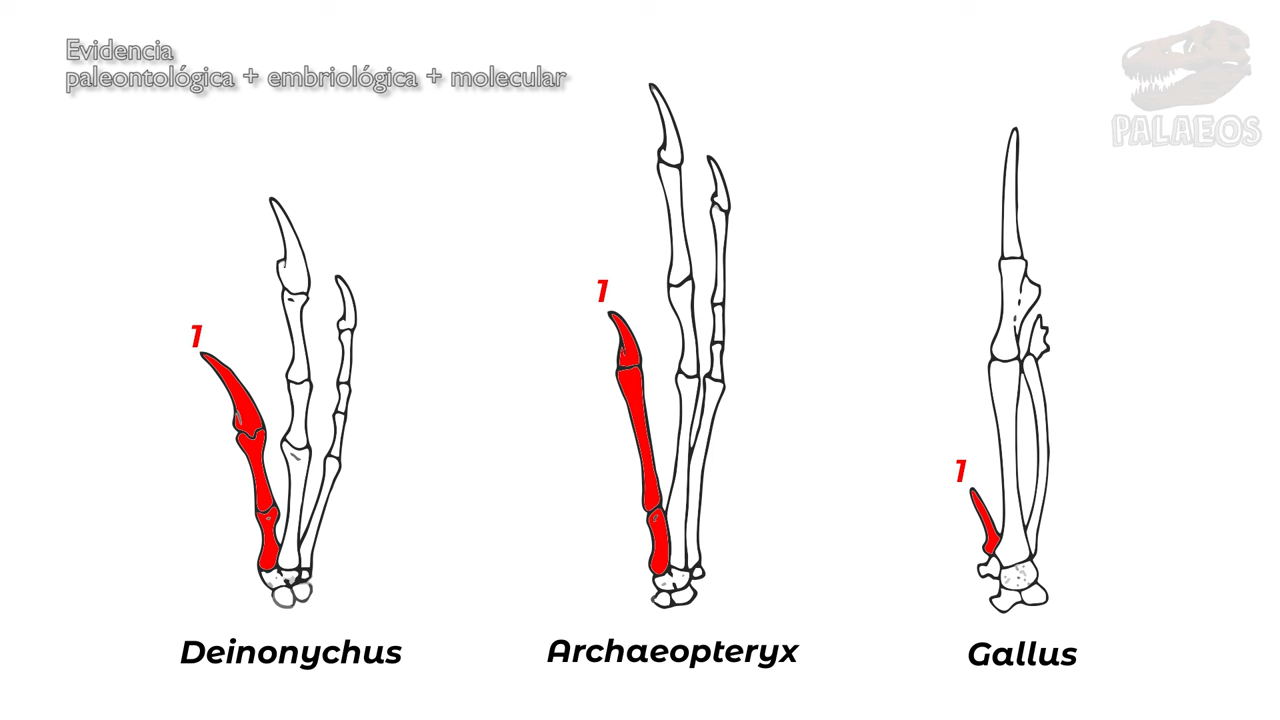 Evidencia
paleontológica + embriológica + molecular
PALAEOS
1
1
1
Deinonychus
Archaeopteryx
Gallus